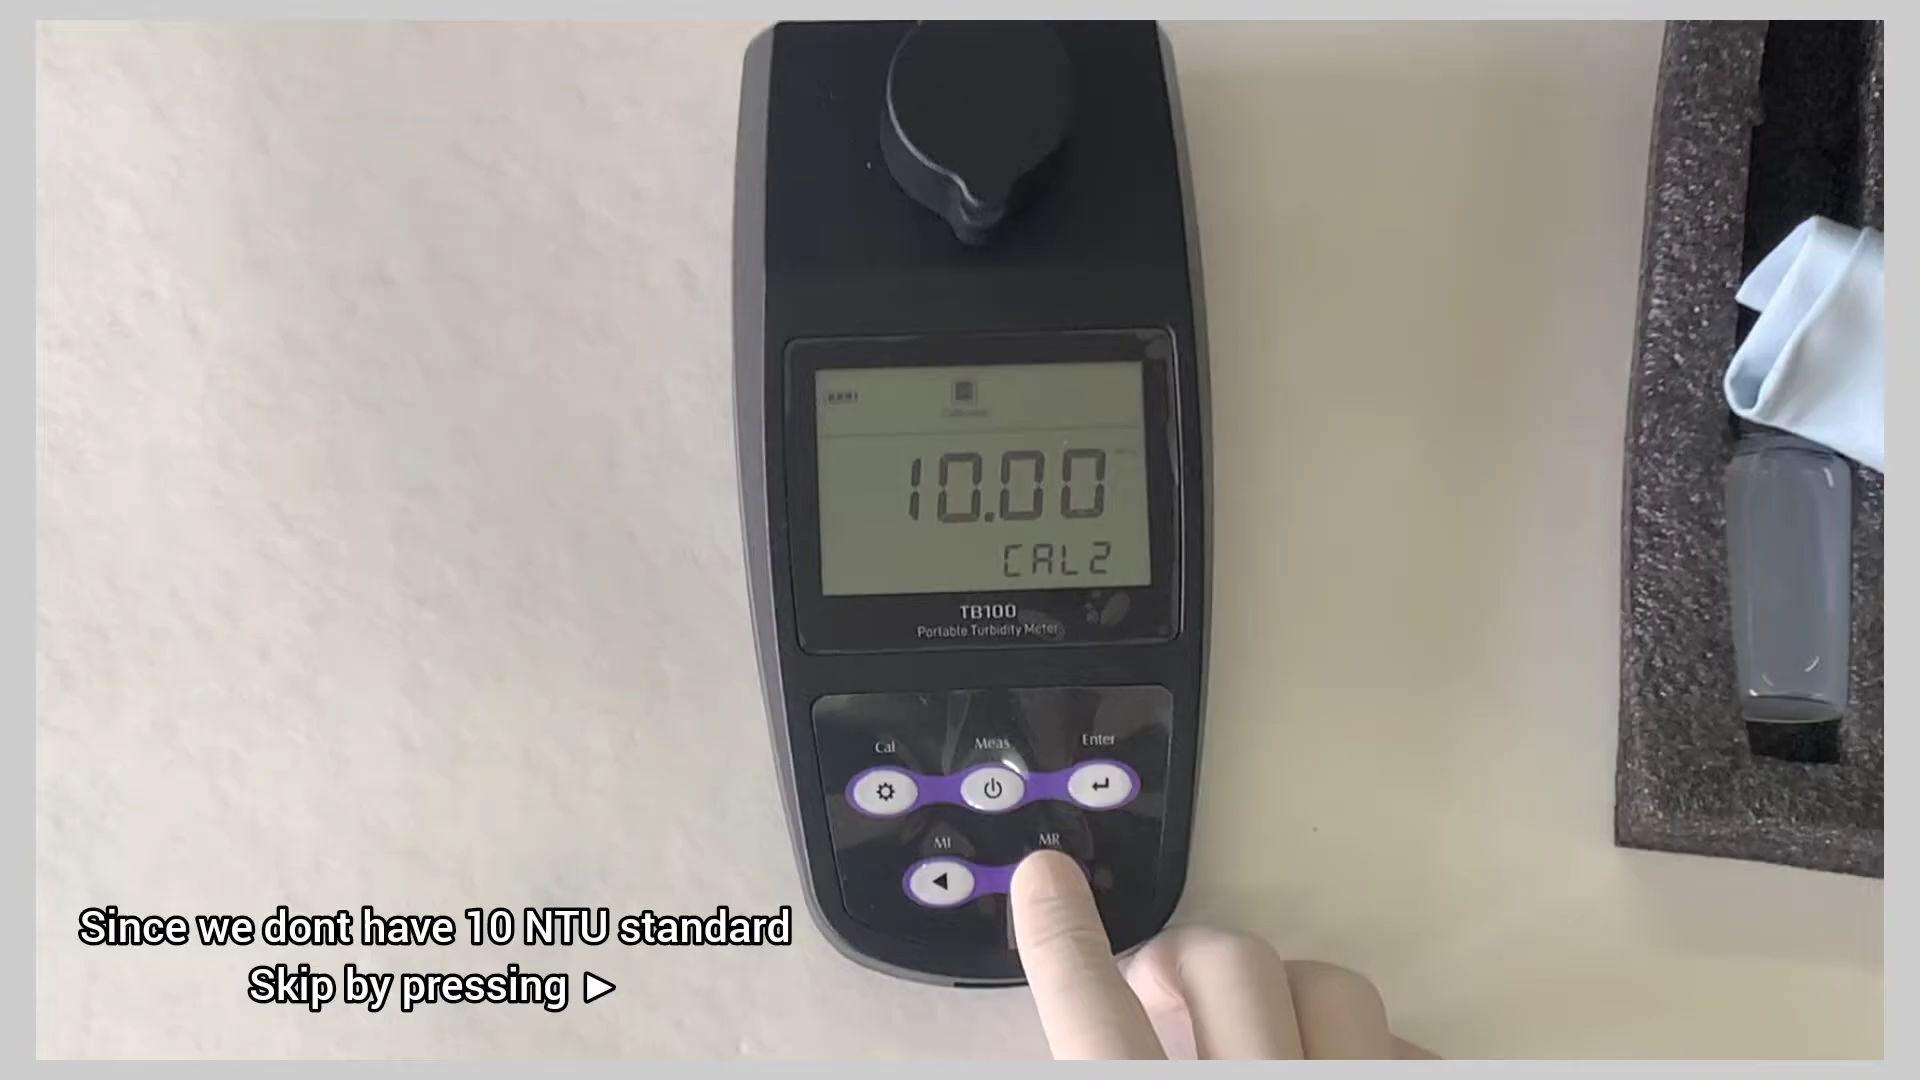 10.00
CAL2
TB100
Portable Turbidity Meter
Cal Meas Enter
MI MR
Since we dont have 10 NTU standard
Skip by pressing ►